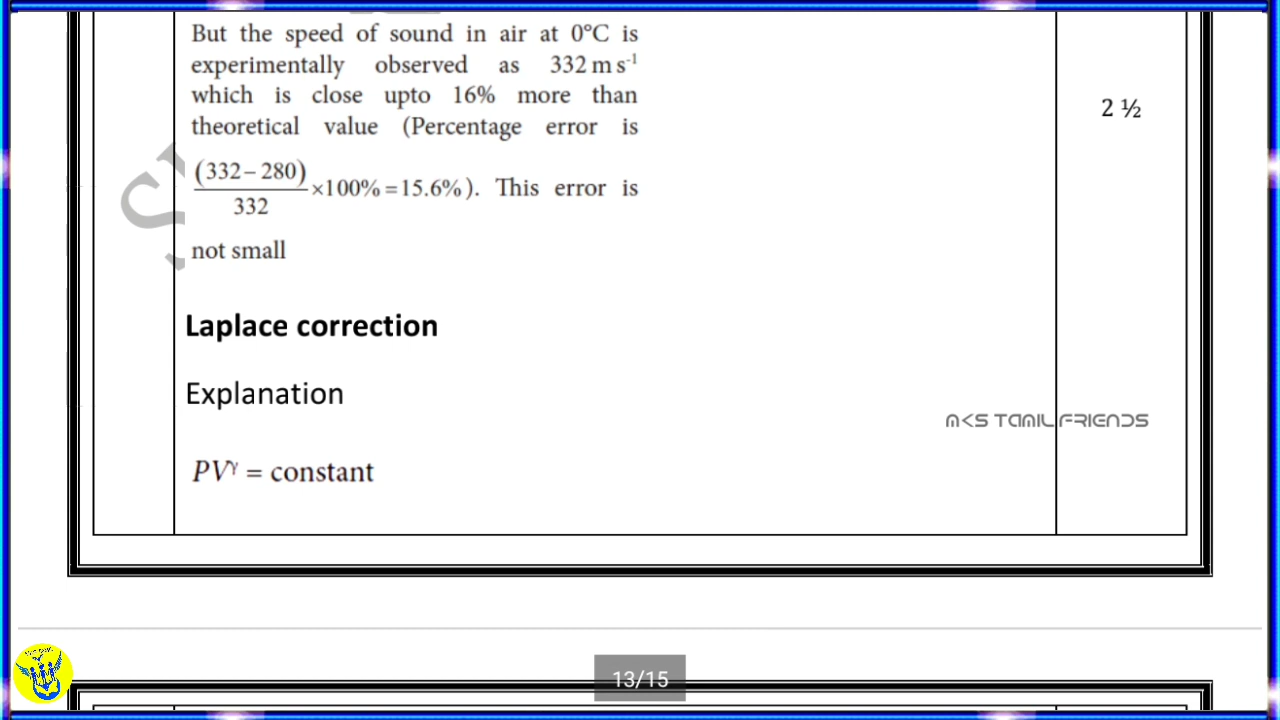 But the speed of sound in air at 0°C is
experimentally observed as 332 m s⁻¹
which is close upto 16% more than
theoretical value (Percentage error is
(332 – 280)
332
×100% = 15.6% ). This error is
not small
2 ½
Laplace correction
Explanation
MKS TAMIL FRIENDS
PVᵞ = constant
13/15